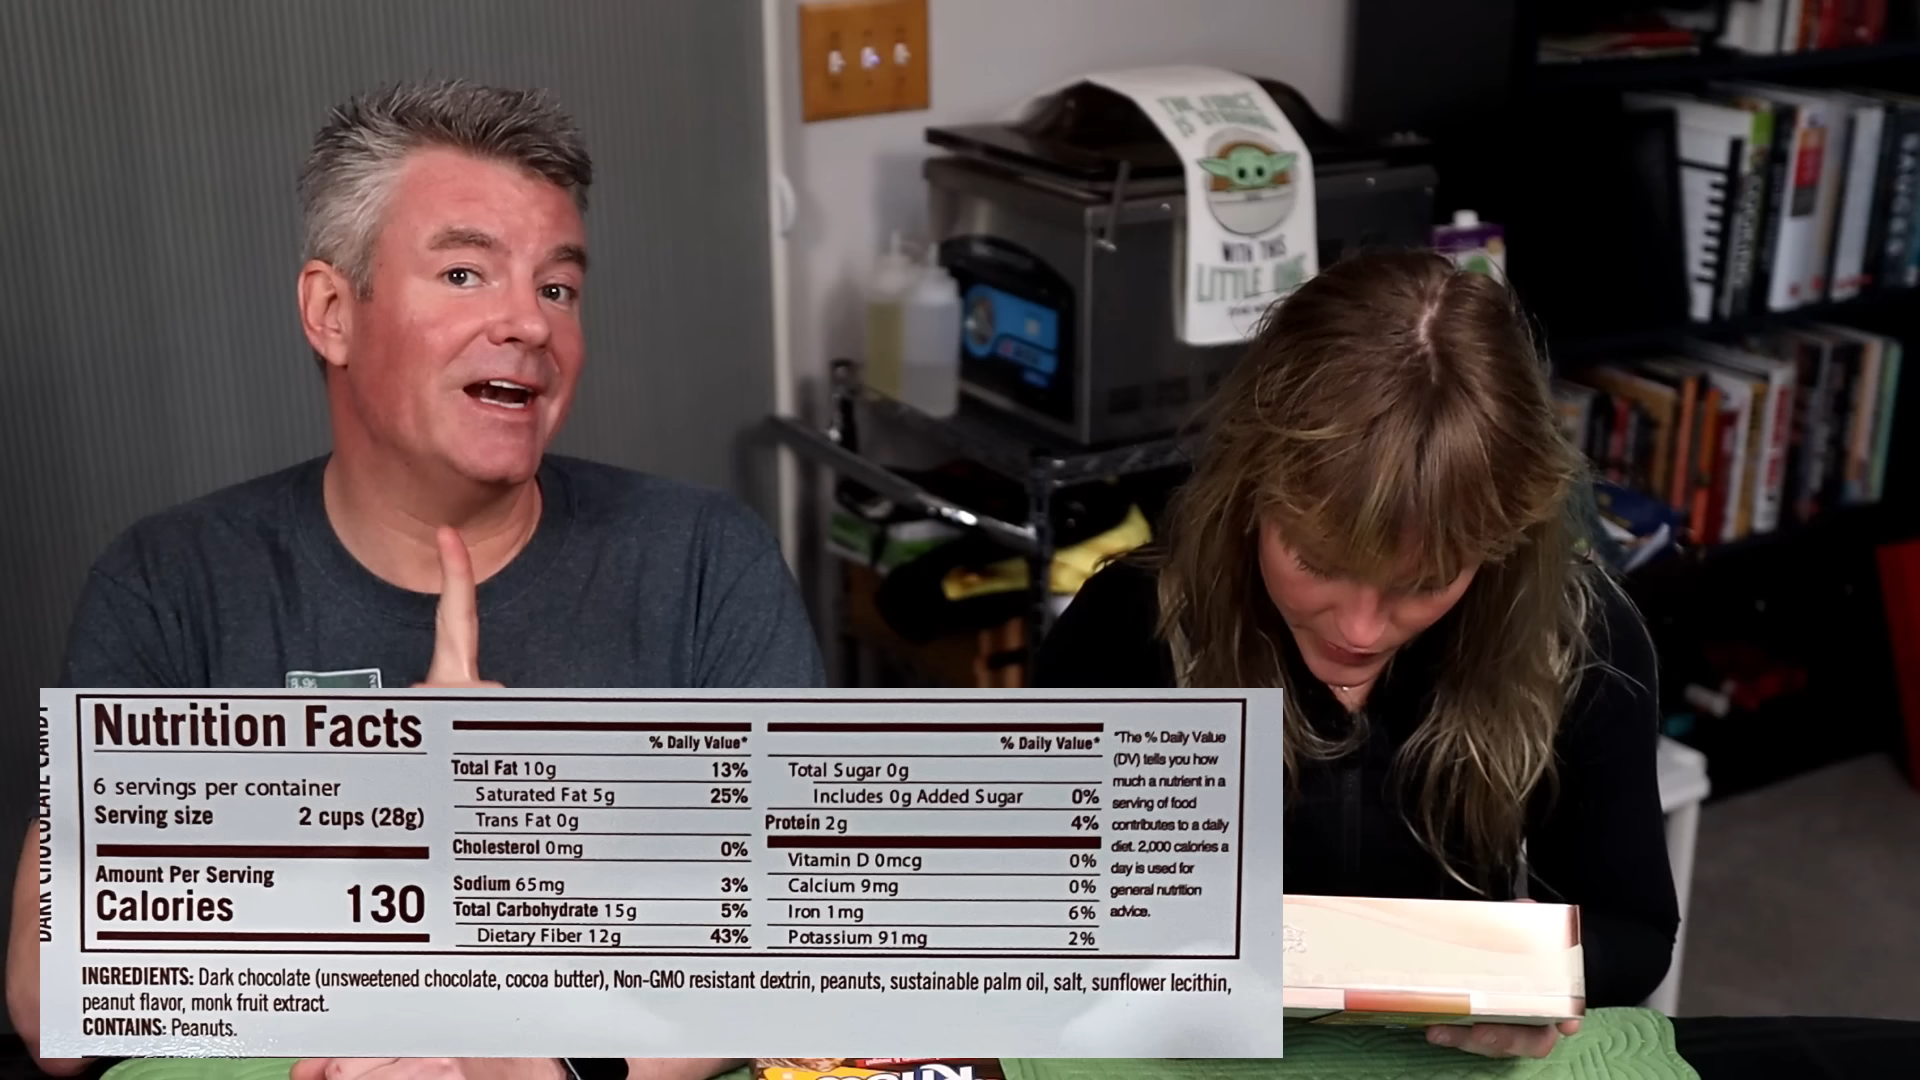 THE FORCE
IS STRONG
WITH THIS
LITTLE ONE
DARK CHOCOLATE CANDY
Nutrition Facts
6 servings per container
Serving size 2 cups (28g)
Amount Per Serving
Calories 130
% Daily Value*
Total Fat 10g 13%
Saturated Fat 5g 25%
Trans Fat 0g
Cholesterol 0mg 0%
Sodium 65mg 3%
Total Carbohydrate 15g 5%
Dietary Fiber 12g 43%
% Daily Value*
Total Sugar 0g
Includes 0g Added Sugar 0%
Protein 2g 4%
Vitamin D 0mcg 0%
Calcium 9mg 0%
Iron 1mg 6%
Potassium 91mg 2%
*The % Daily Value
(DV) tells you how
much a nutrient in a
serving of food
contributes to a daily
diet. 2,000 calories a
day is used for
general nutrition
advice.
INGREDIENTS: Dark chocolate (unsweetened chocolate, cocoa butter), Non-GMO resistant dextrin, peanuts, sustainable palm oil, salt, sunflower lecithin,
peanut flavor, monk fruit extract.
CONTAINS: Peanuts.